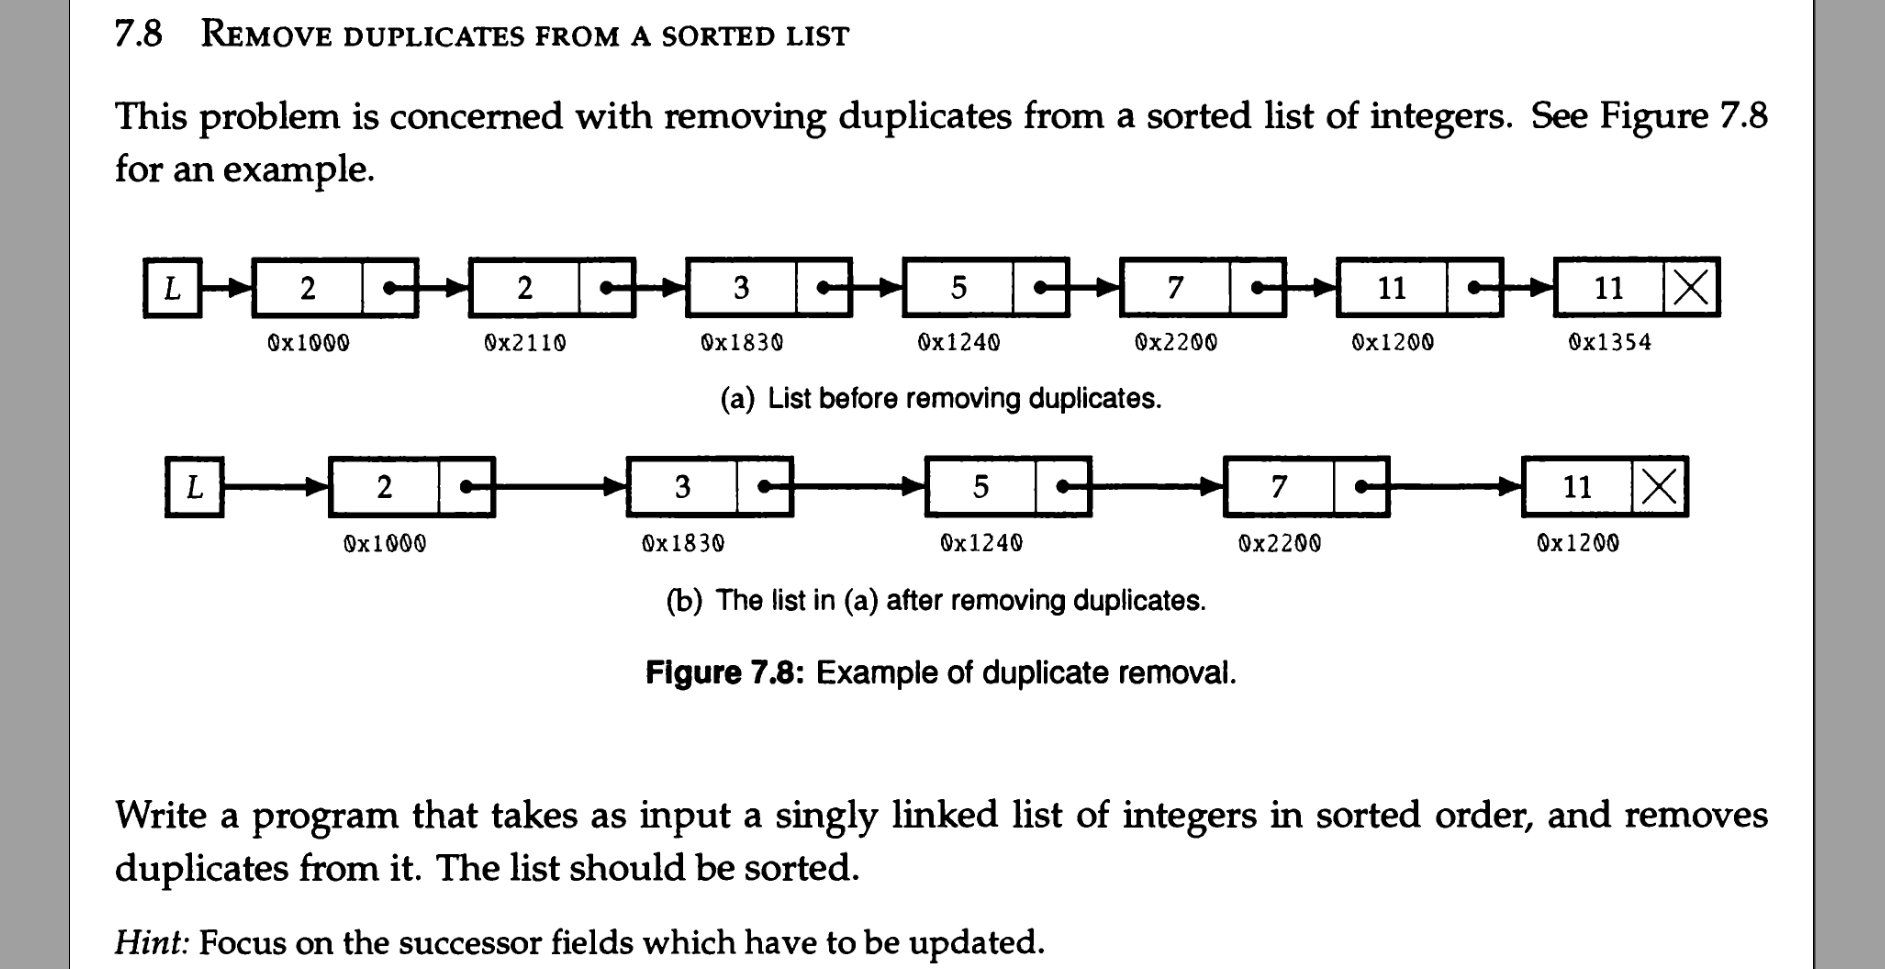 7.8 REMOVE DUPLICATES FROM A SORTED LIST
This problem is concerned with removing duplicates from a sorted list of integers. See Figure 7.8
for an example.
L 2 2 3 5 7 11 11
0x1000 0x2110 0x1830 0x1240 0x2200 0x1200 0x1354
(a) List before removing duplicates.
L 2 3 5 7 11
0x1000 0x1830 0x1240 0x2200 0x1200
(b) The list in (a) after removing duplicates.
Figure 7.8: Example of duplicate removal.
Write a program that takes as input a singly linked list of integers in sorted order, and removes
duplicates from it. The list should be sorted.
Hint: Focus on the successor fields which have to be updated.